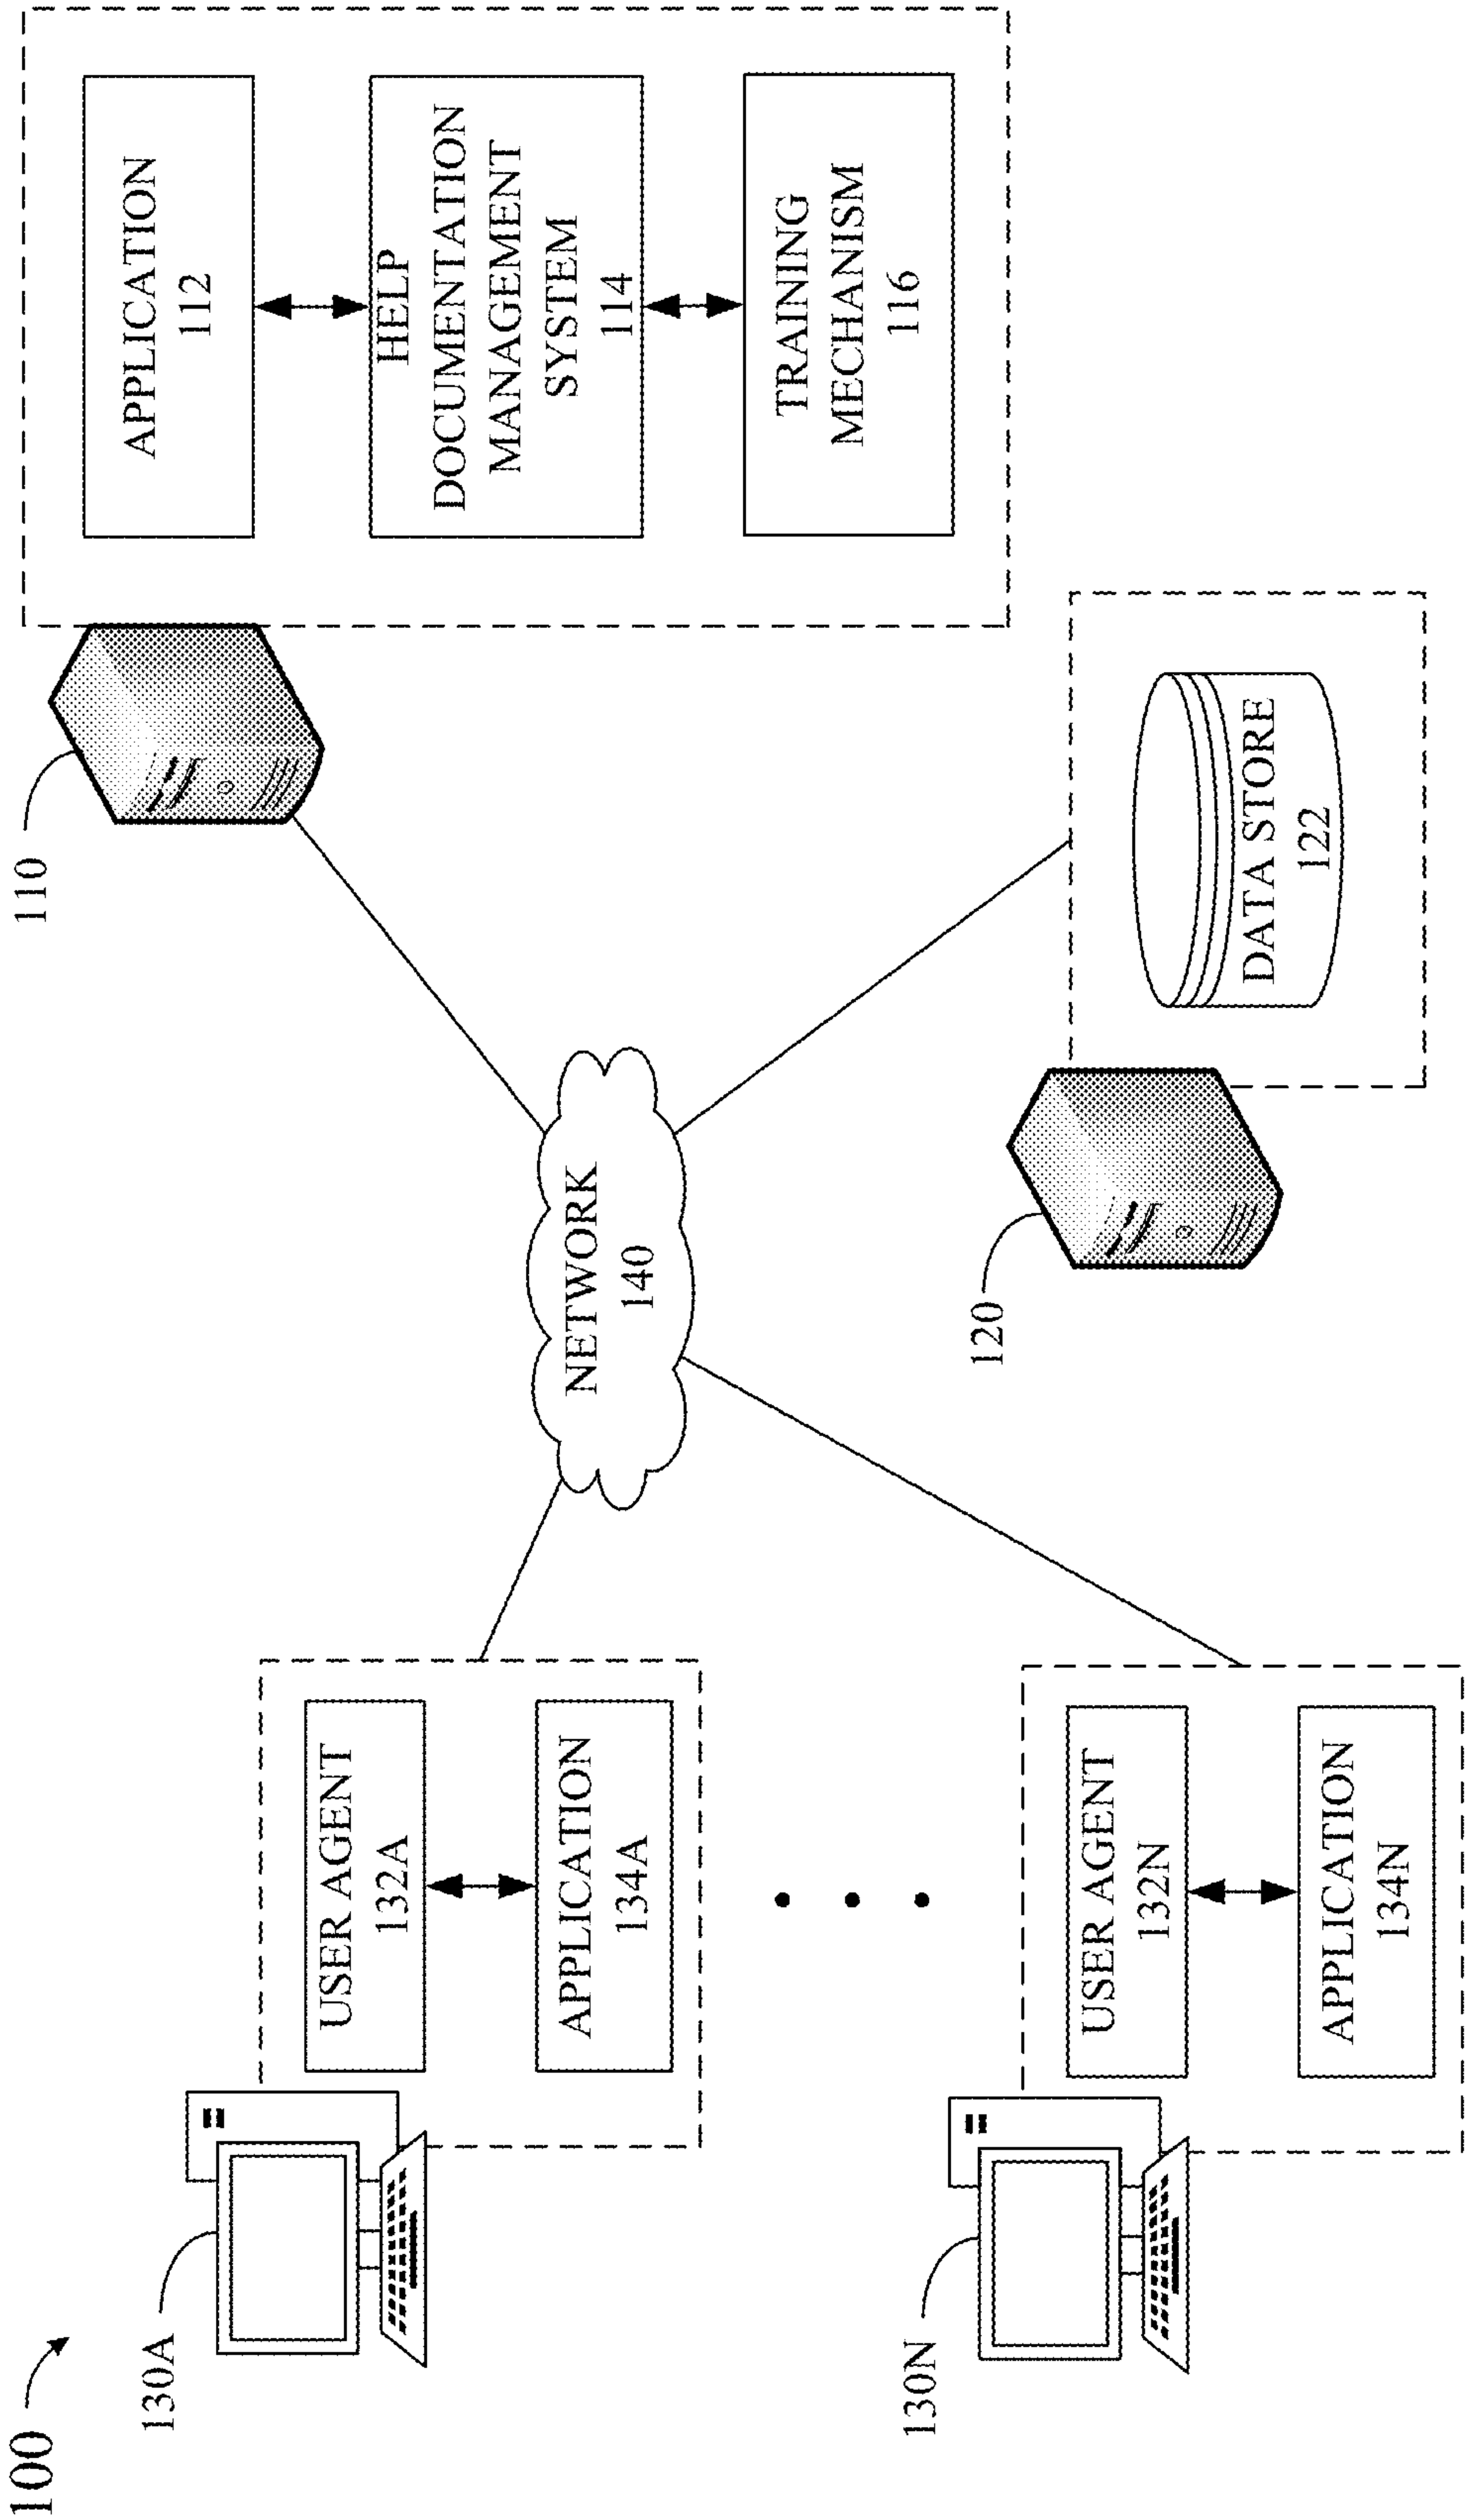 100
130A
USER AGENT
132A
APPLICATION
134A
130N
USER AGENT
132N
APPLICATION
134N
NETWORK
140
110
APPLICATION
112
HELP
DOCUMENTATION
MANAGEMENT
SYSTEM
114
TRAINING
MECHANISM
116
120
DATA STORE
122